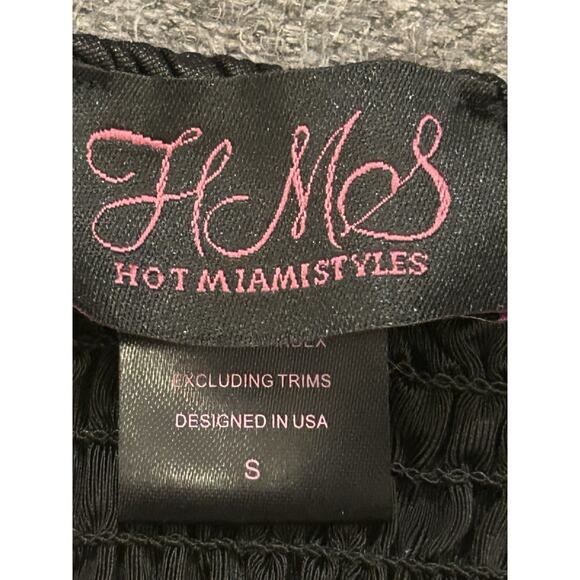 HMS
HOT MIAMI STYLES
EXCLUDING TRIMS
DESIGNED IN USA
S